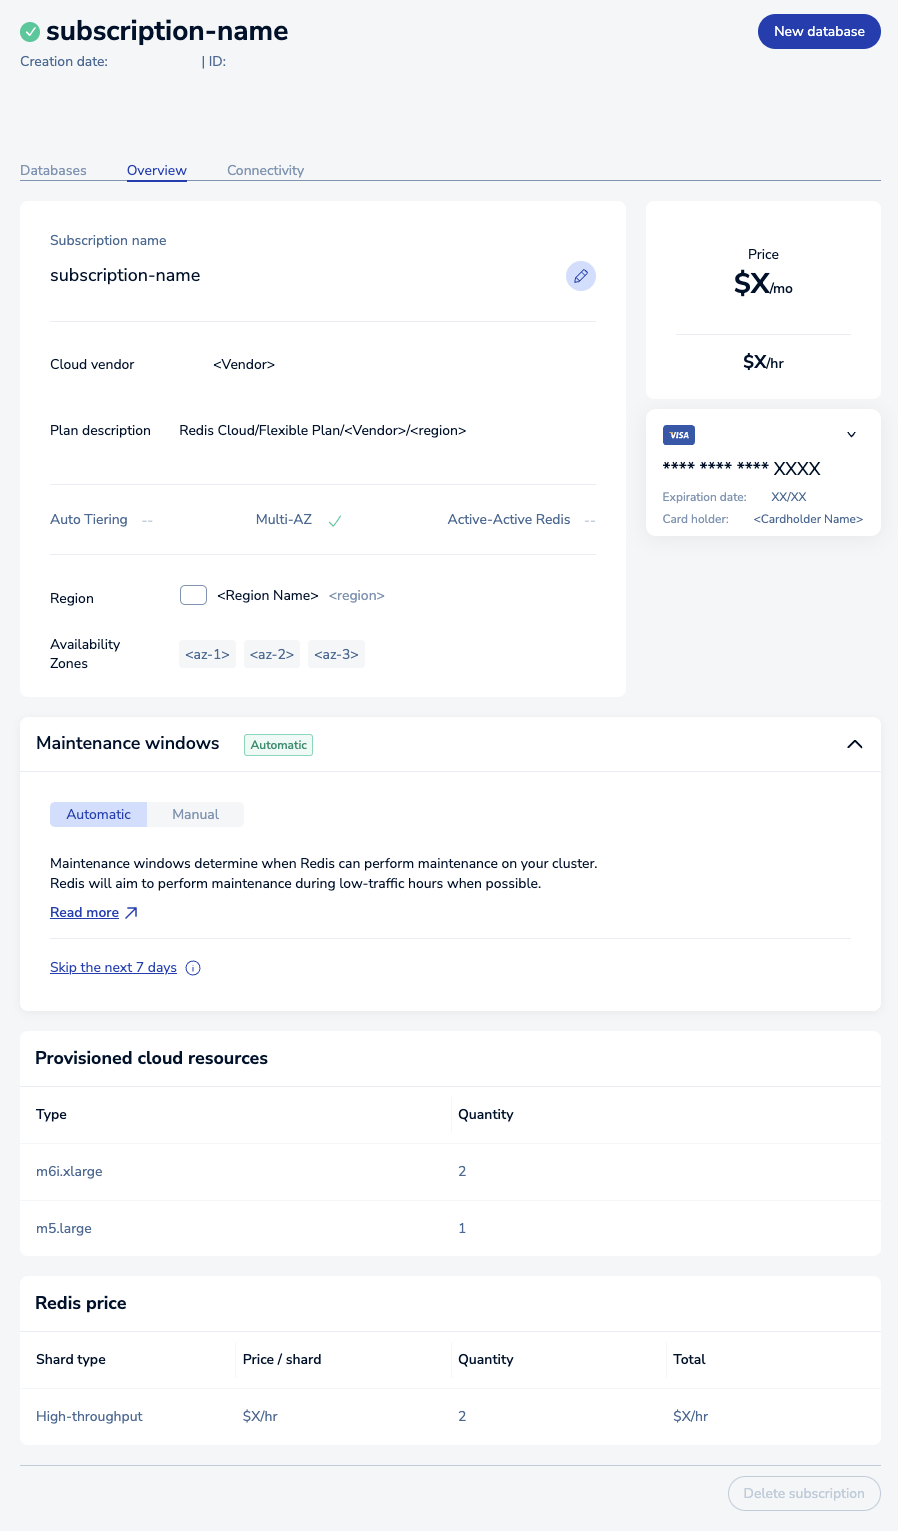 subscription-name
New database
Creation date: | ID:
Databases Overview Connectivity
Subscription name
subscription-name
Price
$X/mo
$X/hr
Cloud vendor <Vendor>
Plan description Redis Cloud/Flexible Plan/<Vendor>/<region>
VISA
**** **** **** XXXX
Expiration date: XX/XX
Card holder: <Cardholder Name>
Auto Tiering -- Multi-AZ Active-Active Redis --
Region <Region Name> <region>
Availability
Zones
<az-1> <az-2> <az-3>
Maintenance windows Automatic
Automatic Manual
Maintenance windows determine when Redis can perform maintenance on your cluster.
Redis will aim to perform maintenance during low-traffic hours when possible.
Read more
Skip the next 7 days
Provisioned cloud resources
Type Quantity
m6i.xlarge 2
m5.large 1
Redis price
Shard type Price / shard Quantity Total
High-throughput $X/hr 2 $X/hr
Delete subscription